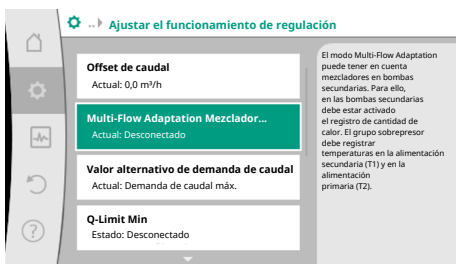 ..› Ajustar el funcionamiento de regulación
Offset de caudal
Actual: 0,0 m³/h
Multi-Flow Adaptation Mezclador...
Actual: Desconectado
Valor alternativo de demanda de caudal
Actual: Demanda de caudal máx.
Q-Limit Min
Estado: Desconectado
El modo Multi-Flow Adaptation
puede tener en cuenta
mezcladores en bombas
secundarias. Para ello,
en las bombas secundarias
debe estar activado
el registro de cantidad de
calor. El grupo sobrepresor
debe registrar
temperaturas en la alimentación
secundaria (T1) y en la
alimentación
primaria (T2).